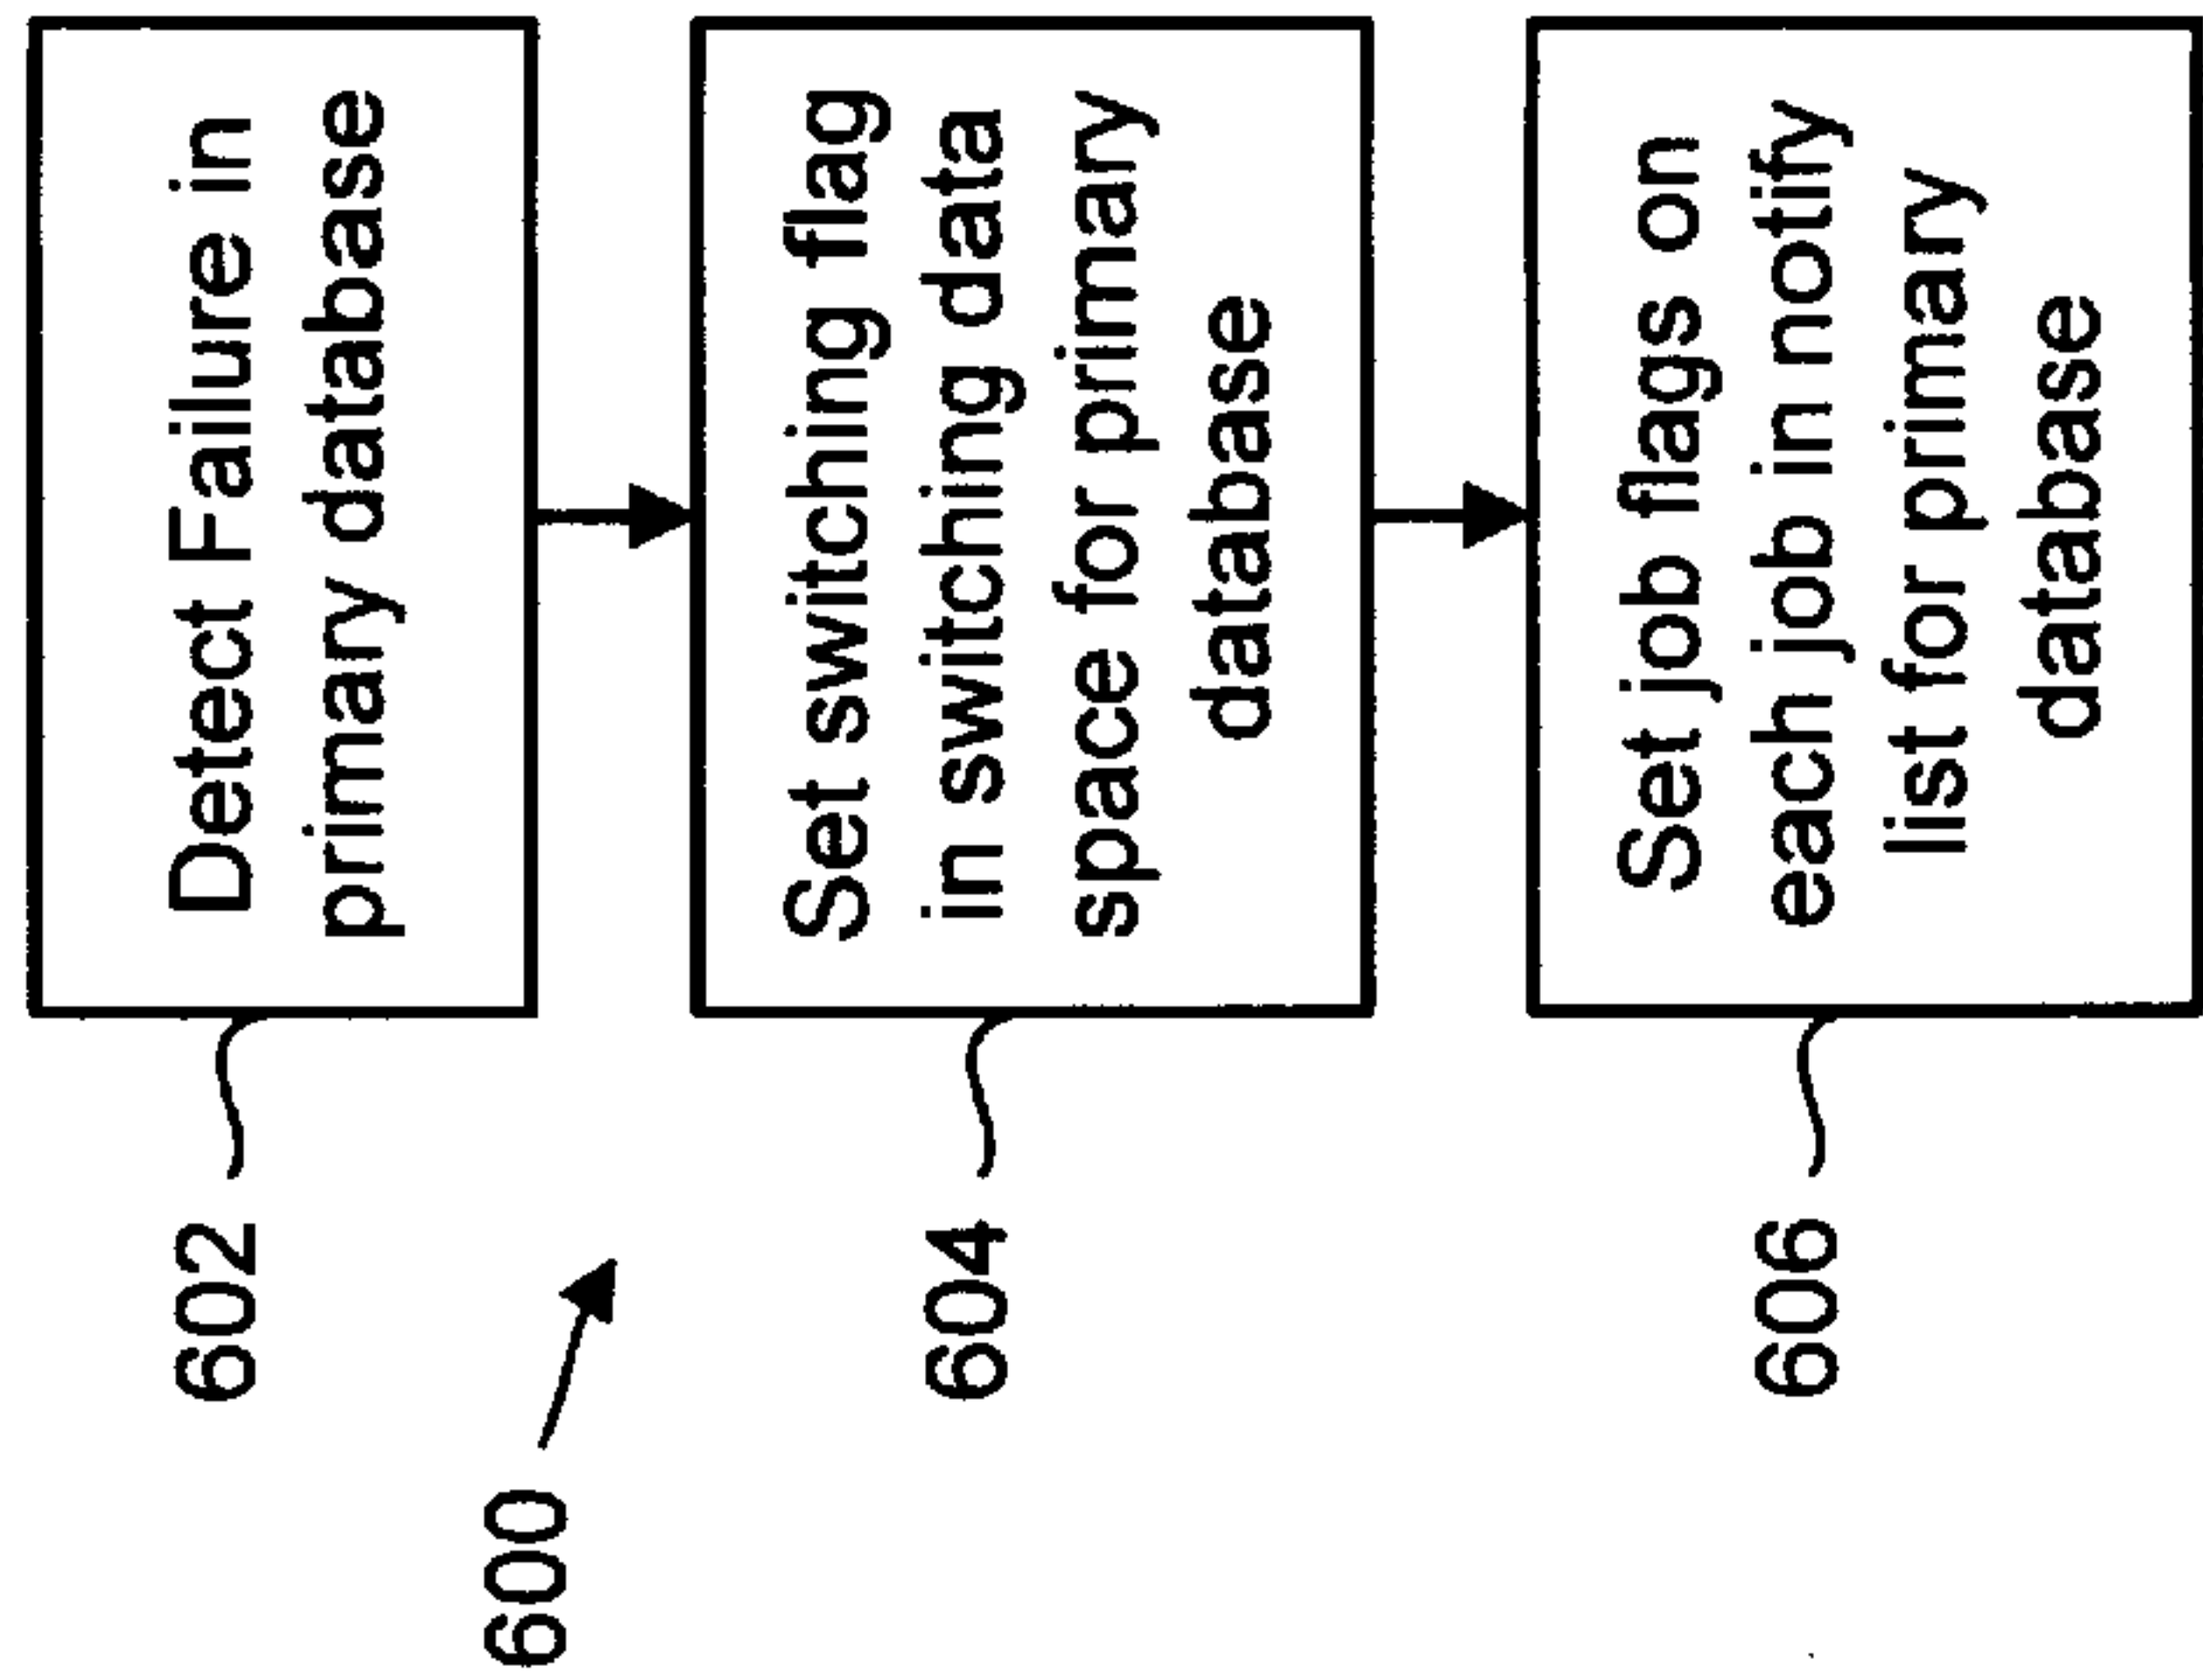 602
Detect Failure in
primary database
600
604
Set switching flag
in switching data
space for primary
database
606
Set job flags on
each job in notify
list for primary
database